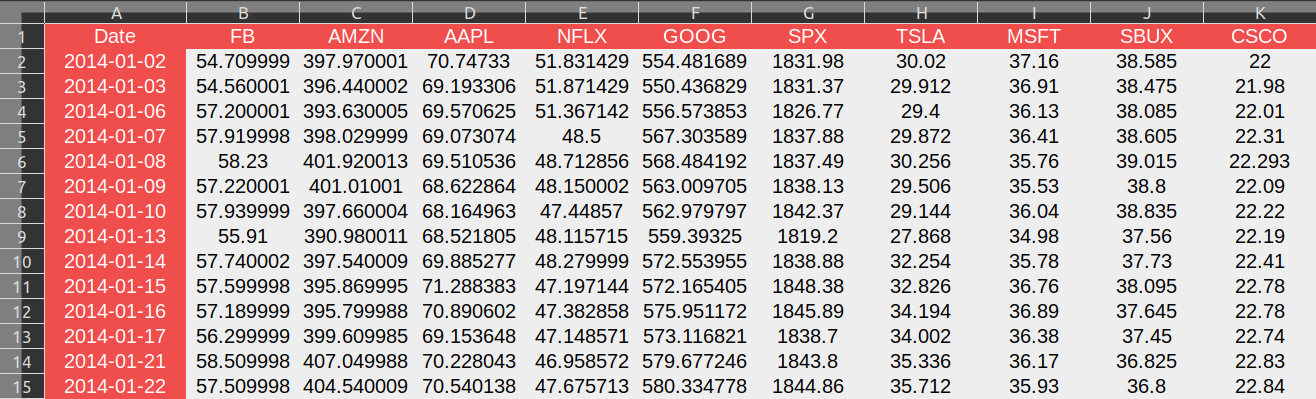 A B C D E F G H I J K
1 Date FB AMZN AAPL NFLX GOOG SPX TSLA MSFT SBUX CSCO
2 2014-01-02 54.709999 397.970001 70.74733 51.831429 554.481689 1831.98 30.02 37.16 38.585 22
3 2014-01-03 54.560001 396.440002 69.193306 51.871429 550.436829 1831.37 29.912 36.91 38.475 21.98
4 2014-01-06 57.200001 393.630005 69.570625 51.367142 556.573853 1826.77 29.4 36.13 38.085 22.01
5 2014-01-07 57.919998 398.029999 69.073074 48.5 567.303589 1837.88 29.872 36.41 38.605 22.31
6 2014-01-08 58.23 401.920013 69.510536 48.712856 568.484192 1837.49 30.256 35.76 39.015 22.293
7 2014-01-09 57.220001 401.01001 68.622864 48.150002 563.009705 1838.13 29.506 35.53 38.8 22.09
8 2014-01-10 57.939999 397.660004 68.164963 47.44857 562.979797 1842.37 29.144 36.04 38.835 22.22
9 2014-01-13 55.91 390.980011 68.521805 48.115715 559.39325 1819.2 27.868 34.98 37.56 22.19
10 2014-01-14 57.740002 397.540009 69.885277 48.279999 572.553955 1838.88 32.254 35.78 37.73 22.41
11 2014-01-15 57.599998 395.869995 71.288383 47.197144 572.165405 1848.38 32.826 36.76 38.095 22.78
12 2014-01-16 57.189999 395.799988 70.890602 47.382858 575.951172 1845.89 34.194 36.89 37.645 22.78
13 2014-01-17 56.299999 399.609985 69.153648 47.148571 573.116821 1838.7 34.002 36.38 37.45 22.74
14 2014-01-21 58.509998 407.049988 70.228043 46.958572 579.677246 1843.8 35.336 36.17 36.825 22.83
15 2014-01-22 57.509998 404.540009 70.540138 47.675713 580.334778 1844.86 35.712 35.93 36.8 22.84